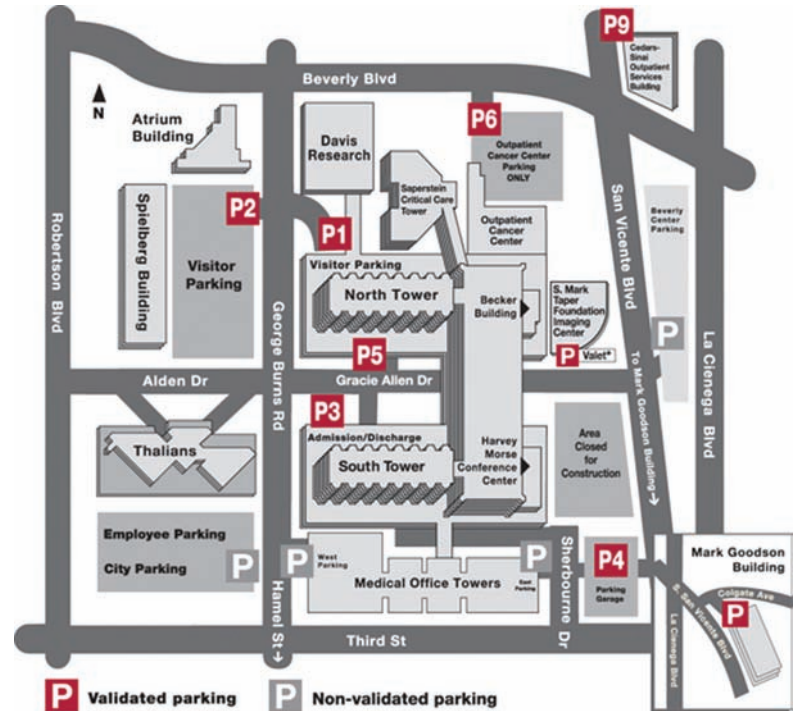 P9
Cedars-
Sinai
Outpatient
Services
Building
Beverly Blvd
N
Atrium
Building
Davis
Research
P6
Outpatient
Cancer Center
Parking
ONLY
Saperstein
Critical Care
Tower
P2
P1
Spielberg Building
Visitor
Parking
Robertson Blvd
George Burns Rd
Outpatient
Cancer
Center
San Vicente Blvd
Beverly
Center
Parking
Visitor Parking
North Tower
Becker
Building
S. Mark
Taper
Foundation
Imaging
Center
P Valet*
P
La Cienega Blvd
To Mark Goodson Building→
P5
Alden Dr
Gracie Allen Dr
P3
Admission/Discharge
South Tower
Harvey
Morse
Conference
Center
Area
Closed
for
Construction
Thalians
Employee Parking
City Parking
P
P
West
Parking
Medical Office Towers
East
Parking
P
Sherbourne Dr
P4
Parking
Garage
Mark Goodson
Building
Colgate Ave
P
S. San Vicente Blvd
La Cienega Blvd
Hamel St→
Third St
P Validated parking
P Non-validated parking